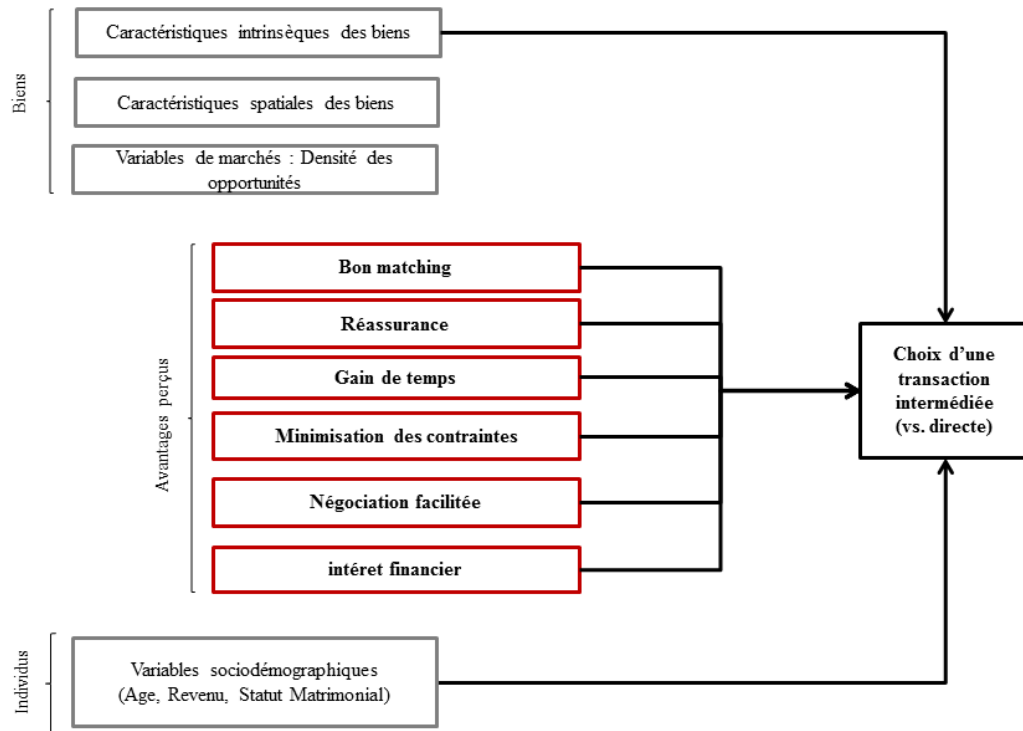 Biens
Caractéristiques intrinsèques des biens
Caractéristiques spatiales des biens
Variables de marchés : Densité des
opportunités
Avantages perçus
Bon matching
Réassurance
Gain de temps
Minimisation des contraintes
Négociation facilitée
intéret financier
Choix d’une
transaction
intermédiée
(vs. directe)
Individus
Variables sociodémographiques
(Age, Revenu, Statut Matrimonial)